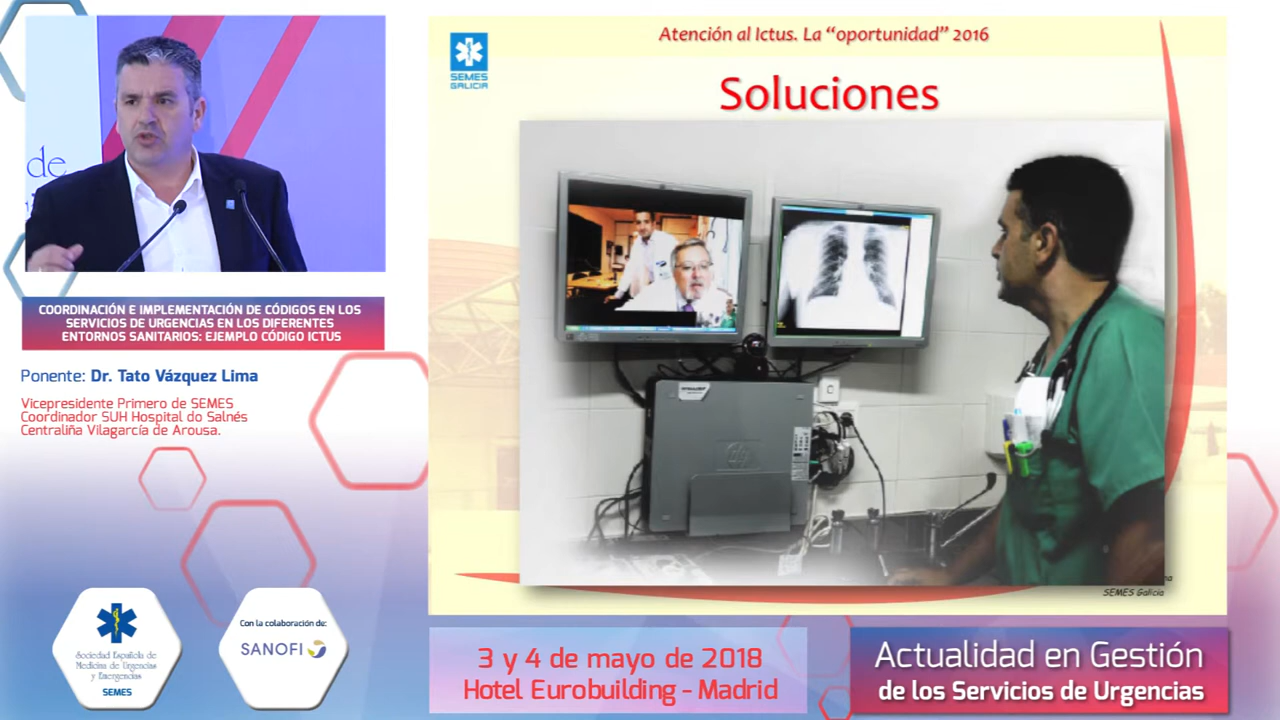 de
COORDINACIÓN E IMPLEMENTACIÓN DE CÓDIGOS EN LOS
SERVICIOS DE URGENCIAS EN LOS DIFERENTES
ENTORNOS SANITARIOS: EJEMPLO CÓDIGO ICTUS
Ponente: Dr. Tato Vázquez Lima
Vicepresidente Primero de SEMES
Coordinador SUH Hospital do Salnés
Centraliña Vilagarcía de Arousa.
Sociedad Española de
Medicina de Urgencias
y Emergencias
SEMES
Con la colaboración de:
SANOFI
Atención al Ictus. La “oportunidad” 2016
SEMES
GALICIA
Soluciones
hp
SEMES Galicia
3 y 4 de mayo de 2018
Hotel Eurobuilding - Madrid
Actualidad en Gestión
de los Servicios de Urgencias